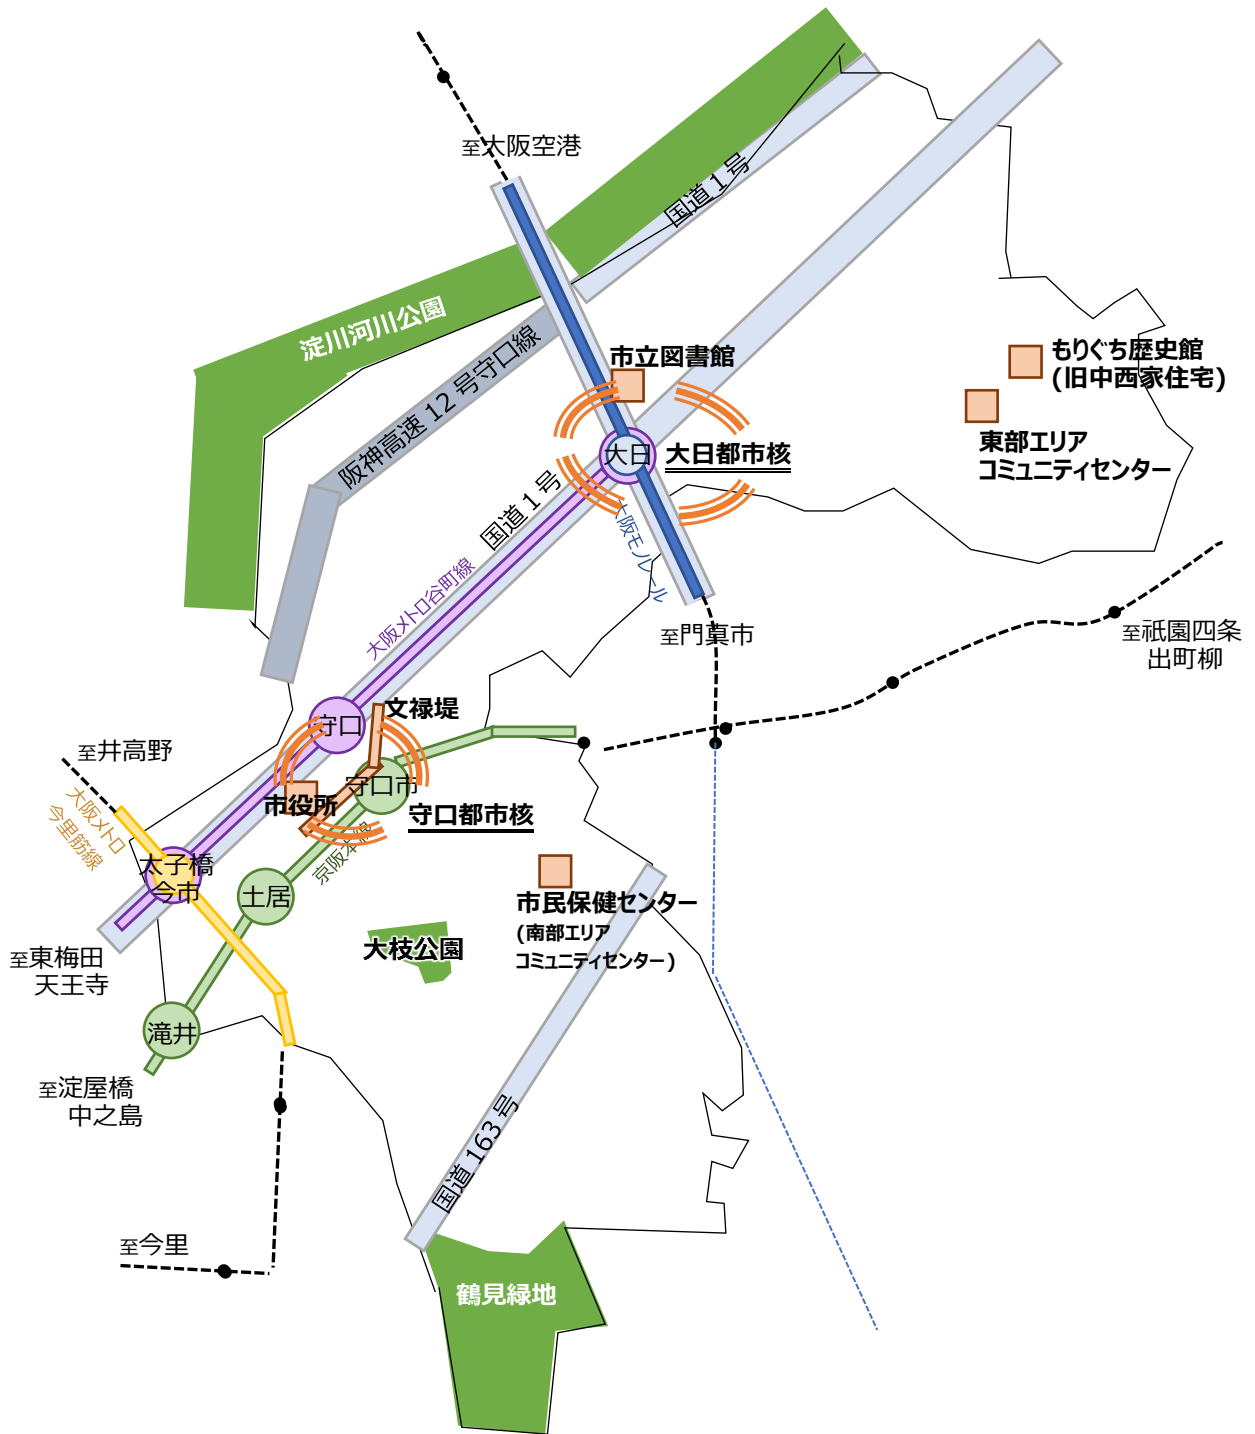 至大阪空港
国道1号
淀川河川公園
市立図書館
もりぐち歴史館
(旧中西家住宅)
阪神高速12号守口線
大日
大日都市核
東部エリア
コミュニティセンター
国道1号
大阪モノレール
大阪メトロ谷町線
至門真市
至祇園四条
出町柳
守口
文禄堤
至井高野
守口市
市役所
守口都市核
大阪メトロ
今里筋線
京阪本線
太子橋
今市
土居
市民保健センター
(南部エリア
コミュニティセンター)
大枝公園
至東梅田
天王寺
滝井
至淀屋橋
中之島
国道163号
至今里
鶴見緑地